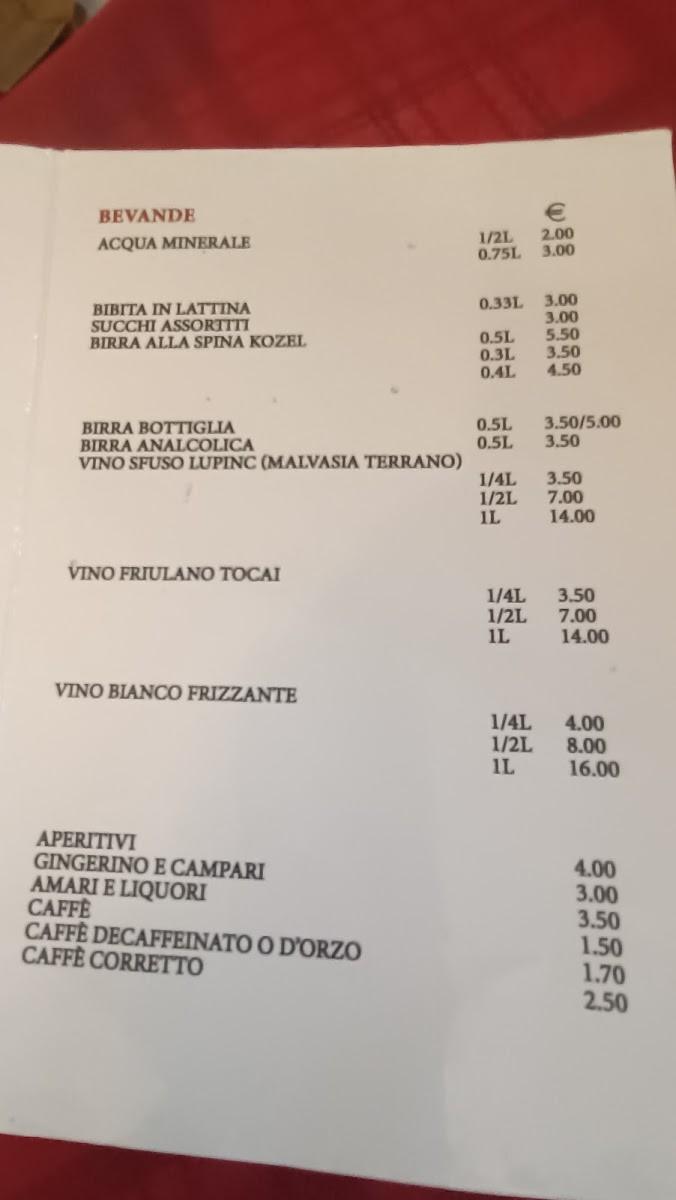 BEVANDE €
ACQUA MINERALE 1/2L 2.00
0.75L 3.00
BIBITA IN LATTINA 0.33L 3.00
SUCCHI ASSORTITI 3.00
BIRRA ALLA SPINA KOZEL 0.5L 5.50
0.3L 3.50
0.4L 4.50
BIRRA BOTTIGLIA 0.5L 3.50/5.00
BIRRA ANALCOLICA 0.5L 3.50
VINO SFUSO LUPINC (MALVASIA TERRANO)
1/4L 3.50
1/2L 7.00
1L 14.00
VINO FRIULANO TOCAI
1/4L 3.50
1/2L 7.00
1L 14.00
VINO BIANCO FRIZZANTE
1/4L 4.00
1/2L 8.00
1L 16.00
APERITIVI 4.00
GINGERINO E CAMPARI 3.00
AMARI E LIQUORI 3.50
CAFFÈ 1.50
CAFFÈ DECAFFEINATO O D'ORZO 1.70
CAFFÈ CORRETTO 2.50